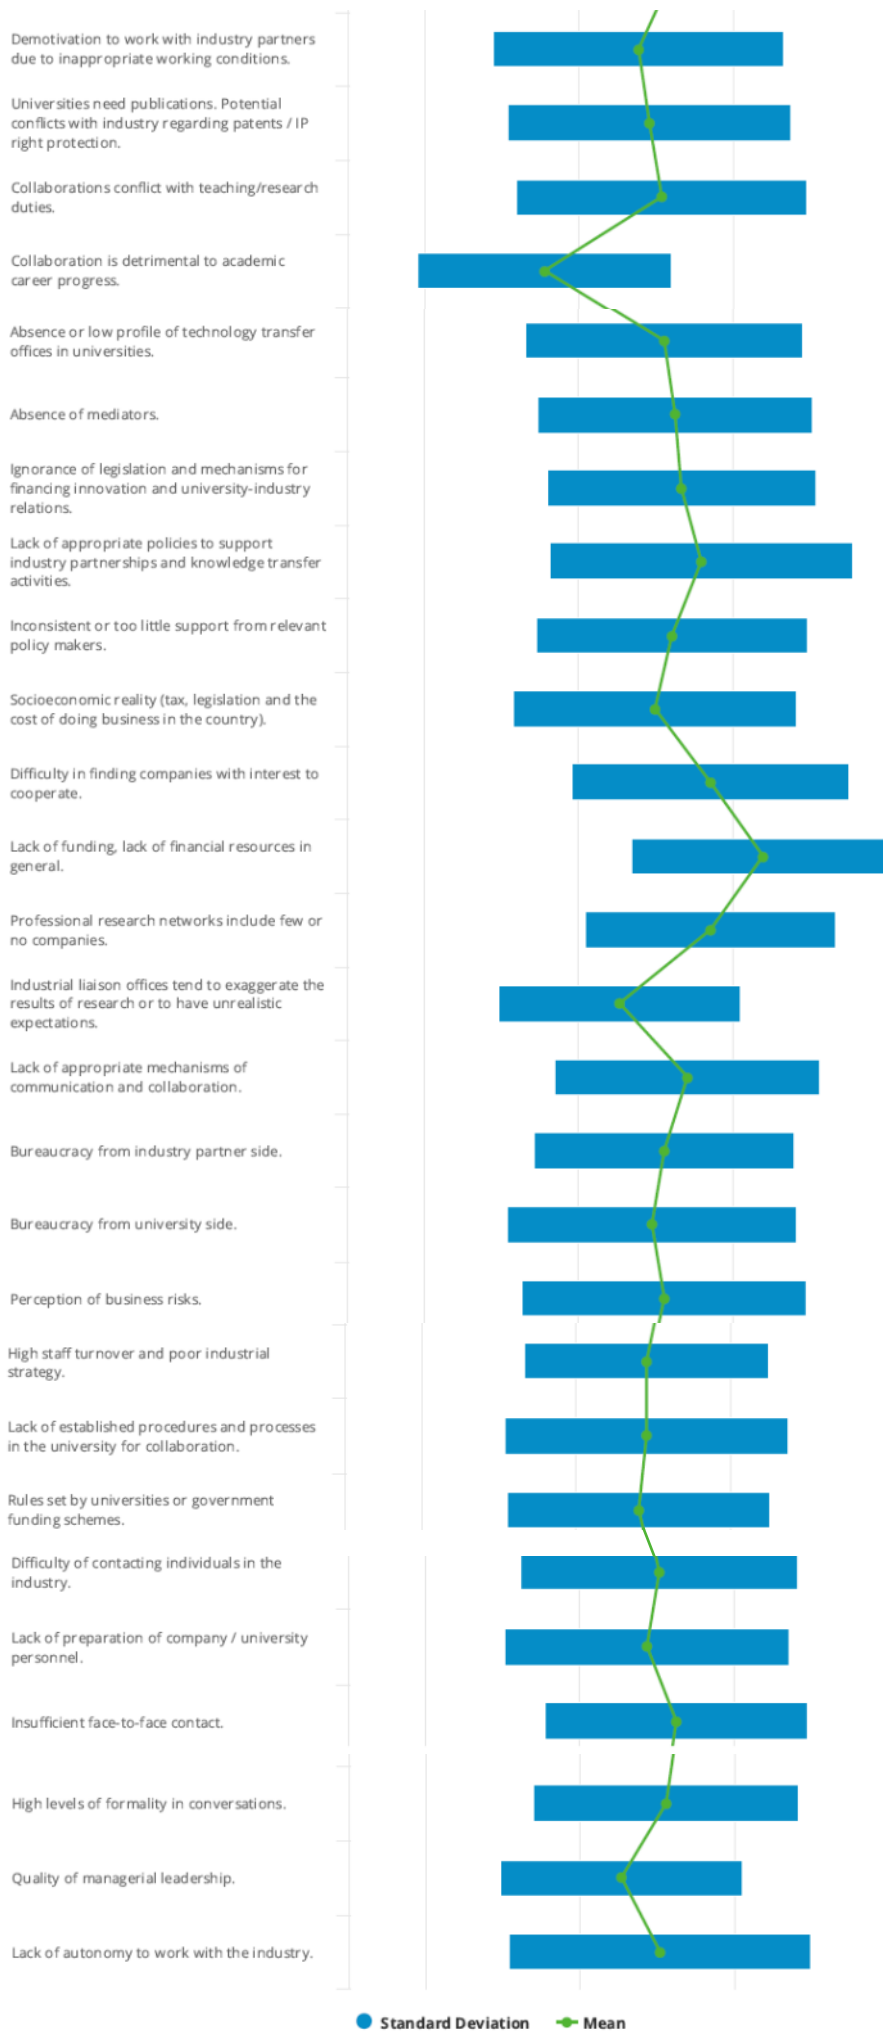 Demotivation to work with industry partners
due to inappropriate working conditions.
Universities need publications. Potential
conflicts with industry regarding patents / IP
right protection.
Collaborations conflict with teaching/research
duties.
Collaboration is detrimental to academic
career progress.
Absence or low profile of technology transfer
offices in universities.
Absence of mediators.
Ignorance of legislation and mechanisms for
financing innovation and university-industry
relations.
Lack of appropriate policies to support
industry partnerships and knowledge transfer
activities.
Inconsistent or too little support from relevant
policy makers.
Socioeconomic reality (tax, legislation and the
cost of doing business in the country).
Difficulty in finding companies with interest to
cooperate.
Lack of funding, lack of financial resources in
general.
Professional research networks include few or
no companies.
Industrial liaison offices tend to exaggerate the
results of research or to have unrealistic
expectations.
Lack of appropriate mechanisms of
communication and collaboration.
Bureaucracy from industry partner side.
Bureaucracy from university side.
Perception of business risks.
High staff turnover and poor industrial
strategy.
Lack of established procedures and processes
in the university for collaboration.
Rules set by universities or government
funding schemes.
Difficulty of contacting individuals in the
industry.
Lack of preparation of company / university
personnel.
Insufficient face-to-face contact.
High levels of formality in conversations.
Quality of managerial leadership.
Lack of autonomy to work with the industry.
Standard Deviation Mean